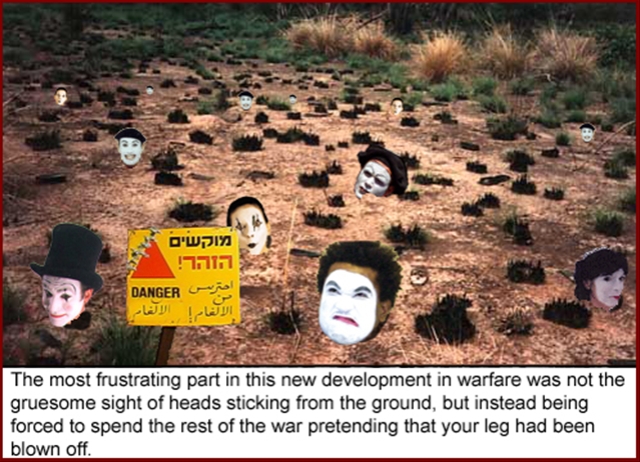 מוקשים
הזהר!
DANGER احترس
من
الألغام الألغام!
The most frustrating part in this new development in warfare was not the
gruesome sight of heads sticking from the ground, but instead being
forced to spend the rest of the war pretending that your leg had been
blown off.